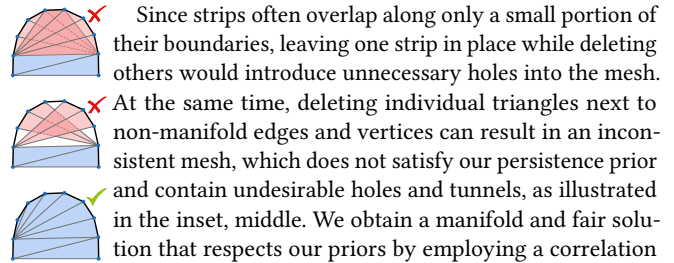 Since strips often overlap along only a small portion of
their boundaries, leaving one strip in place while deleting
others would introduce unnecessary holes into the mesh.
At the same time, deleting individual triangles next to
non-manifold edges and vertices can result in an incon-
sistent mesh, which does not satisfy our persistence prior
and contain undesirable holes and tunnels, as illustrated
in the inset, middle. We obtain a manifold and fair solu-
tion that respects our priors by employing a correlation